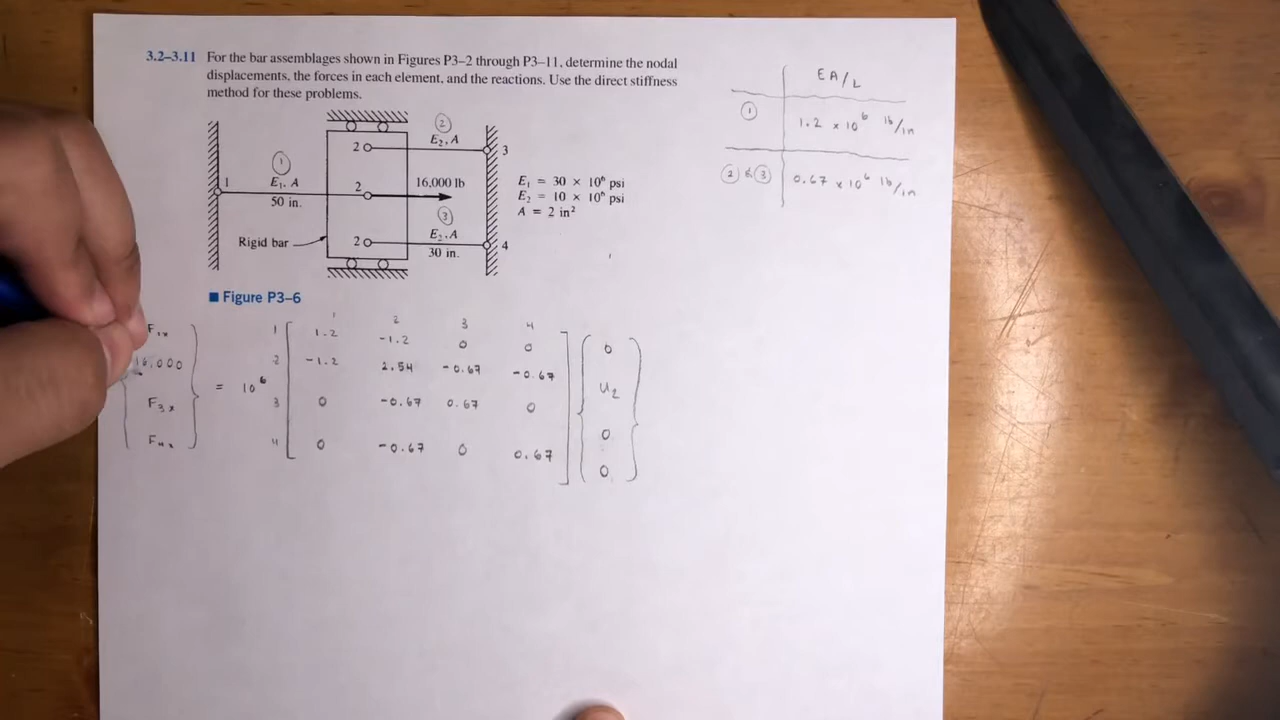 3.2–3.11 For the bar assemblages shown in Figures P3–2 through P3–11, determine the nodal
displacements, the forces in each element, and the reactions. Use the direct stiffness
method for these problems.
②
E₂, A
2
3
①
1
E₁, A
50 in.
2
16,000 lb
③
E₂, A
30 in.
2
4
Rigid bar
E₁ = 30 × 10⁶ psi
E₂ = 10 × 10⁶ psi
A = 2 in²
■ Figure P3–6
EA/L
① 1.2 × 10⁶ lb/in
② & ③ 0.67 × 10⁶ lb/in
1 2 3 4
F₁ₓ 1 1.2 -1.2 0 0 0
16,000 2 -1.2 2.54 -0.67 -0.67 u₂
= 10⁶
F₃ₓ 3 0 -0.67 0.67 0 0
F₄ₓ 4 0 -0.67 0 0.67 0